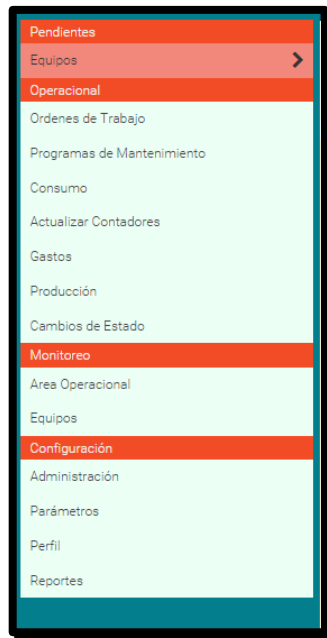 Pendientes
Equipos
Operacional
Ordenes de Trabajo
Programas de Mantenimiento
Consumo
Actualizar Contadores
Gastos
Producción
Cambios de Estado
Monitoreo
Area Operacional
Equipos
Configuración
Administración
Parámetros
Perfil
Reportes